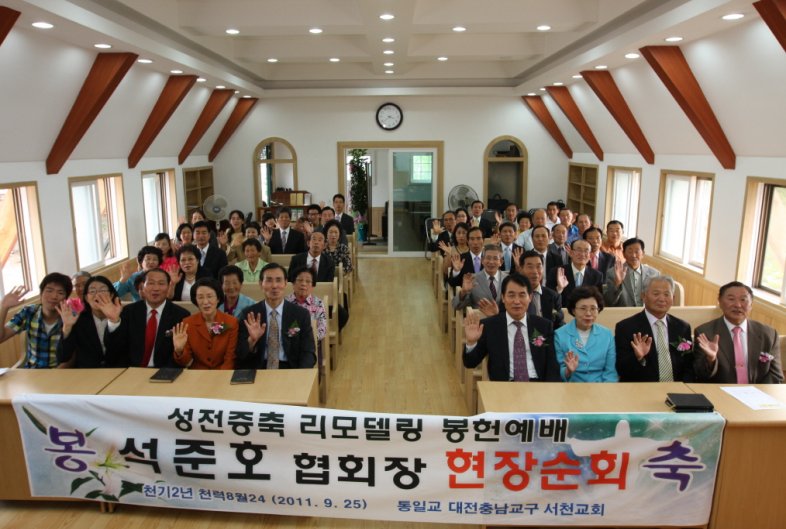 성전증축 리모델링 봉헌예배
봉 석준호 협회장 현장순회 축
천기2년 천력8월24 (2011. 9. 25) 통일교 대전충남교구 서천교회